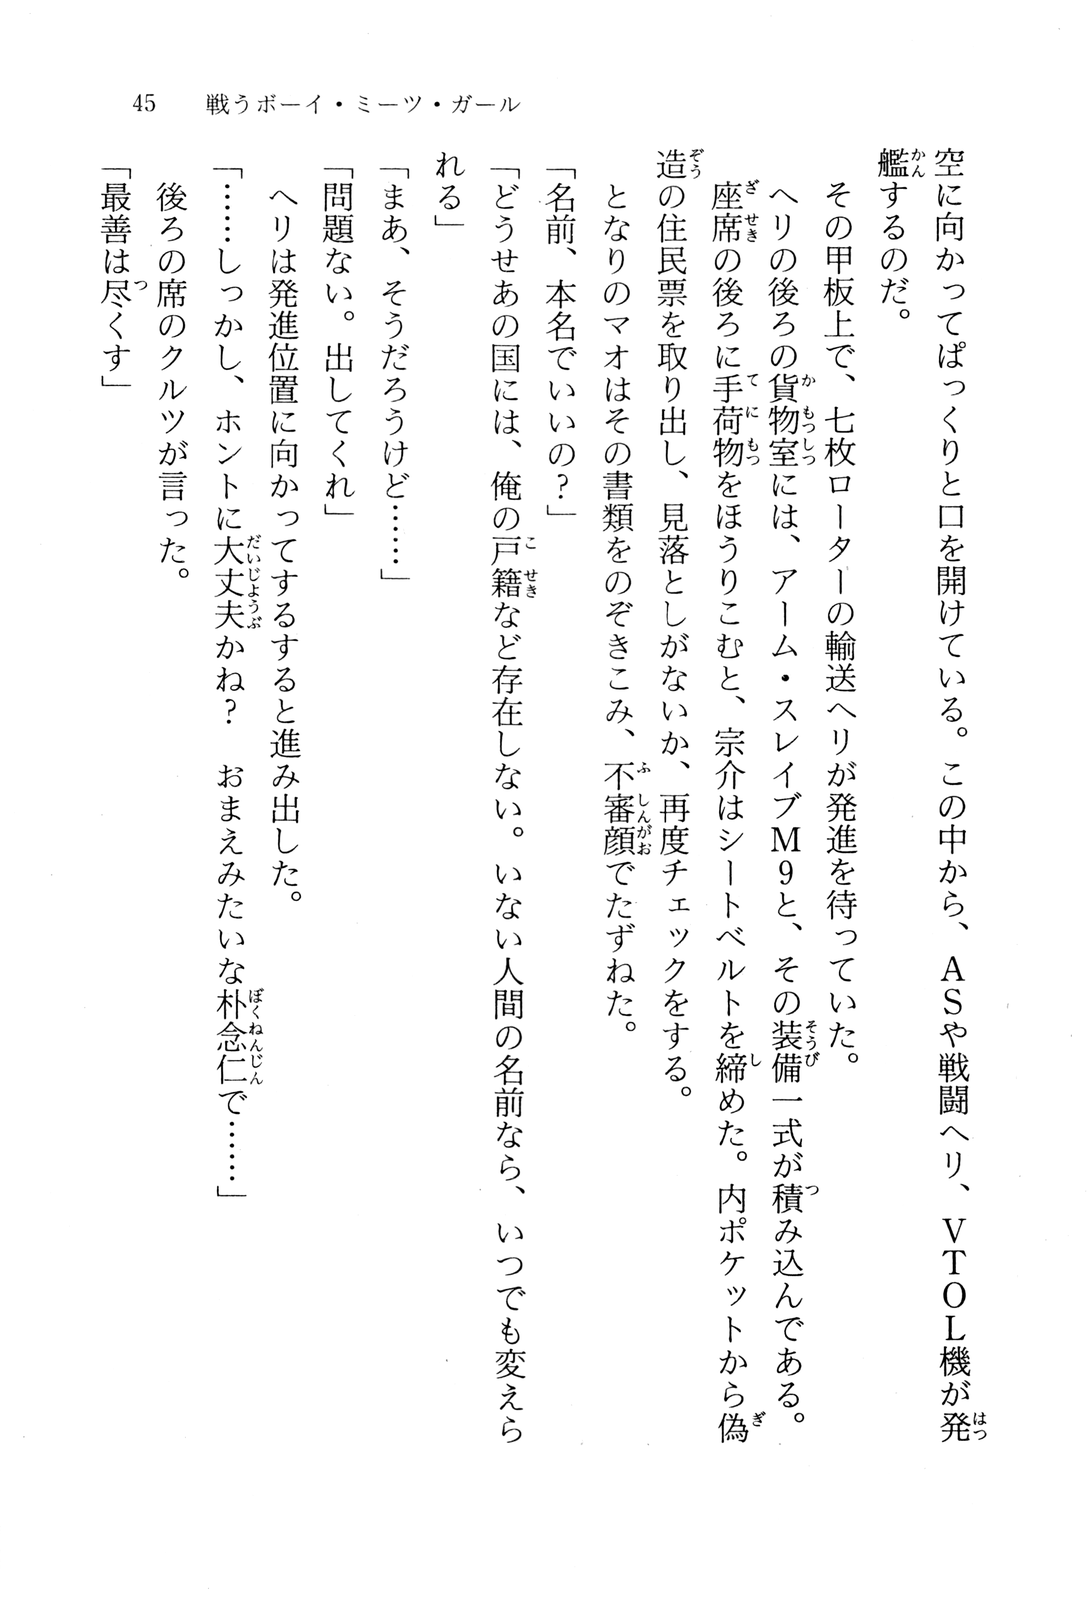 45　戦うボーイ・ミーツ・ガール
空に向かってぱっくりと口を開けている。この中から、ASや戦闘ヘリ、VTOL機が発
艦するのだ。
　その甲板上で、七枚ローターの輸送ヘリが発進を待っていた。
　ヘリの後ろの貨物室には、アーム・スレイブM9と、その装備一式が積み込んである。
　座席の後ろに手荷物をほうりこむと、宗介はシートベルトを締めた。内ポケットから偽
造の住民票を取り出し、見落としがないか、再度チェックをする。
　となりのマオはその書類をのぞきこみ、不審顔でたずねた。
「名前、本名でいいの？」
「どうせあの国には、俺の戸籍など存在しない。いない人間の名前なら、いつでも変えら
れる」
「まあ、そうだろうけど……」
「問題ない。出してくれ」
　ヘリは発進位置に向かってするすると進み出した。
「……しっかし、ホントに大丈夫かね？　おまえみたいな朴念仁で……」
　後ろの席のクルツが言った。
「最善は尽くす」